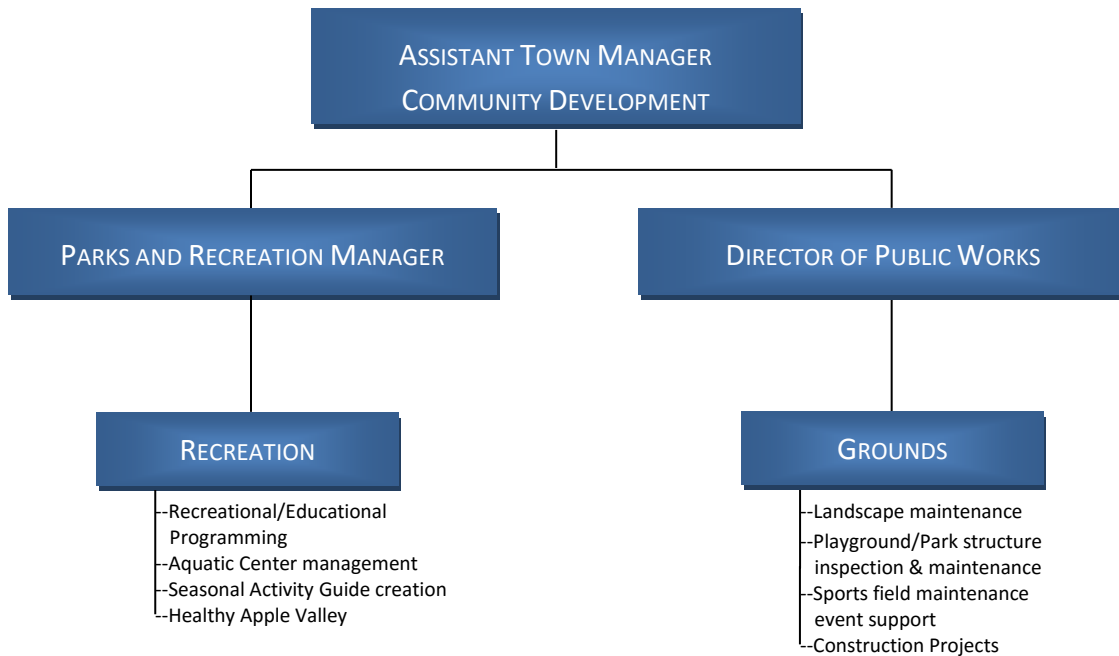 ASSISTANT TOWN MANAGER
COMMUNITY DEVELOPMENT
PARKS AND RECREATION MANAGER
DIRECTOR OF PUBLIC WORKS
RECREATION
--Recreational/Educational
Programming
--Aquatic Center management
--Seasonal Activity Guide creation
--Healthy Apple Valley
GROUNDS
--Landscape maintenance
--Playground/Park structure
inspection & maintenance
--Sports field maintenance
event support
--Construction Projects